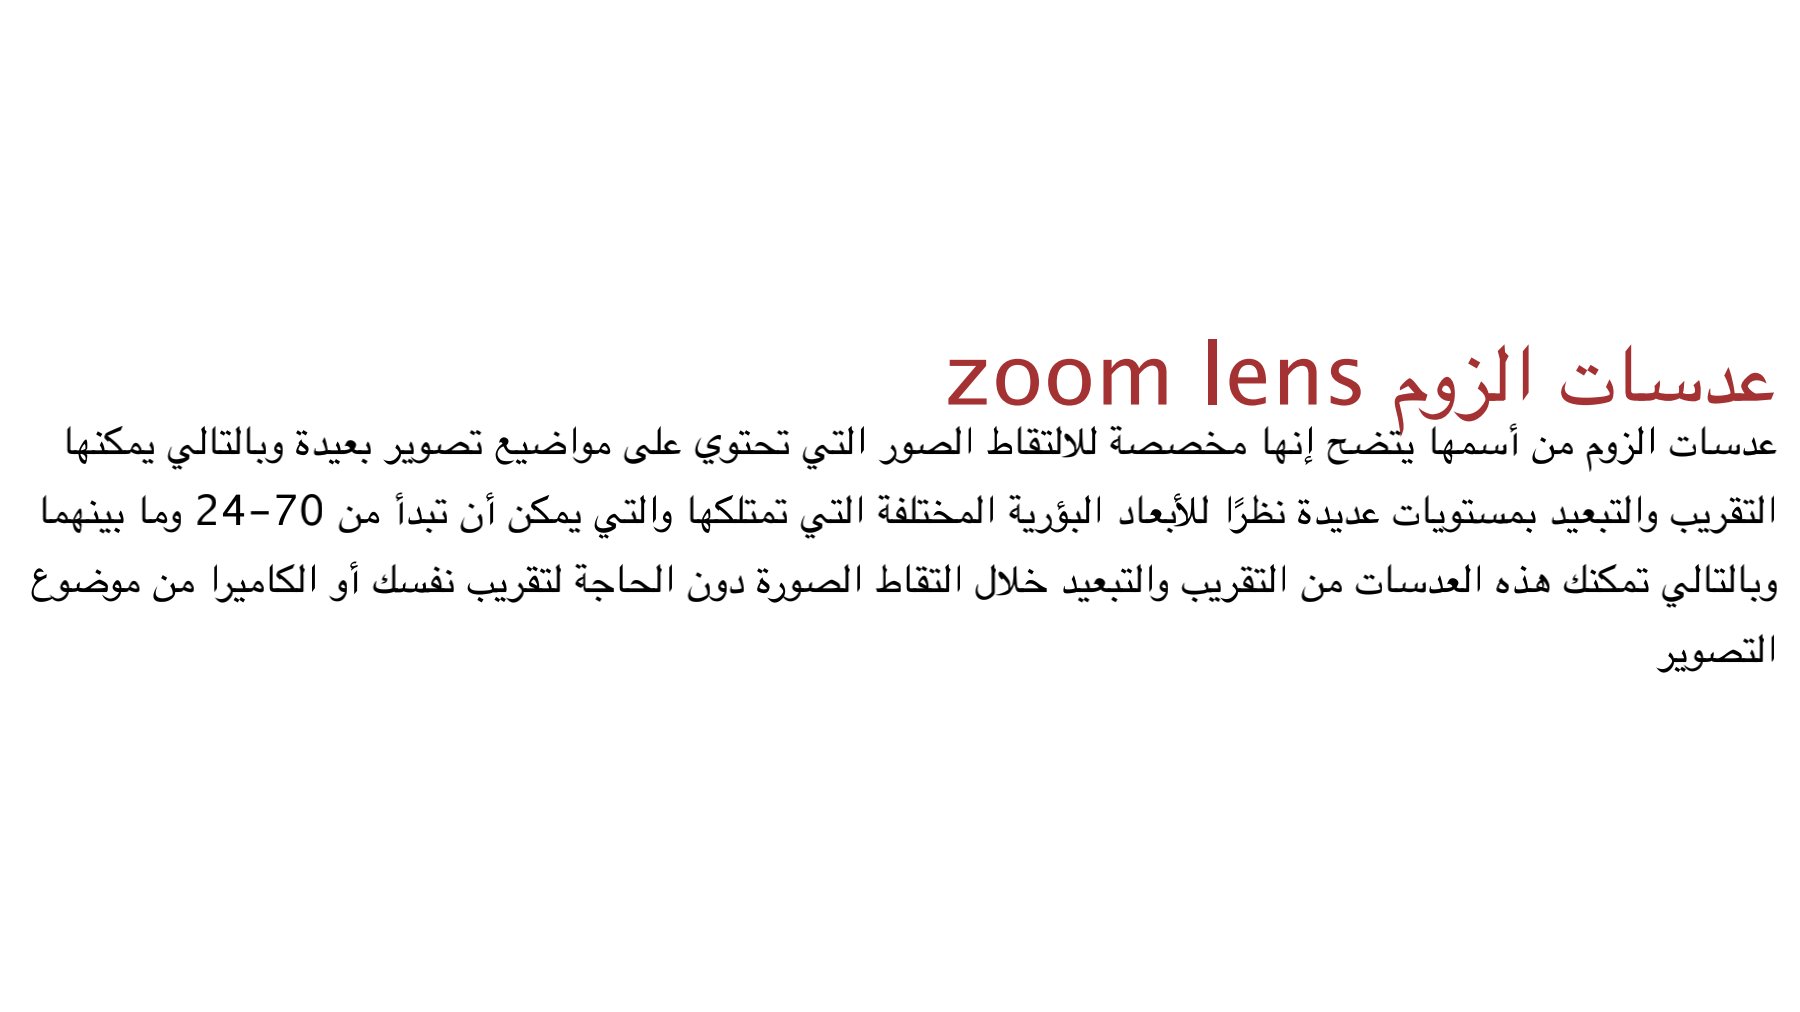 عدسات الزوم zoom lens
عدسات الزوم من أسمها يتضح إنها مخصصة للالتقاط الصور التي تحتوي على مواضيع تصوير بعيدة وبالتالي يمكنها
التقريب والتبعيد بمستويات عديدة نظرًا للأبعاد البؤرية المختلفة التي تمتلكها والتي يمكن أن تبدأ من 70-24 وما بينهما
وبالتالي تمكنك هذه العدسات من التقريب والتبعيد خلال التقاط الصورة دون الحاجة لتقريب نفسك أو الكاميرا من موضوع
التصوير